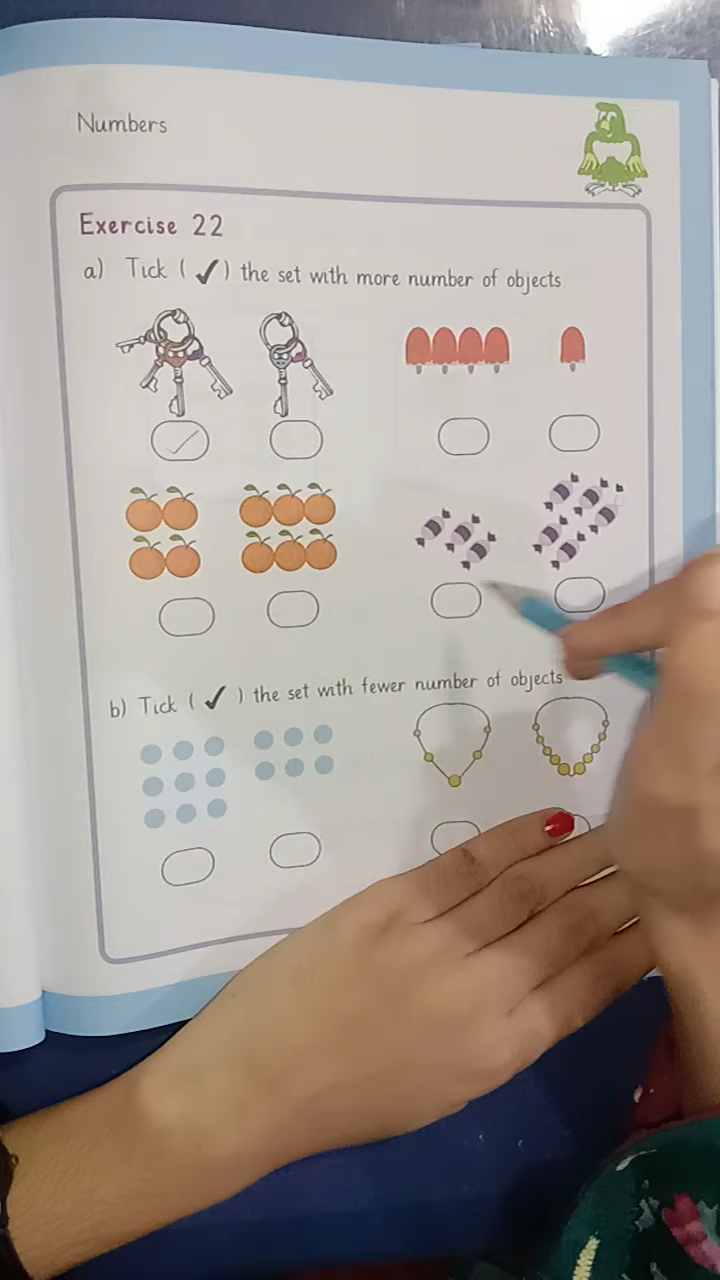 Numbers
Exercise 22
a) Tick ( ✓ ) the set with more number of objects
b) Tick ( ✓ ) the set with fewer number of objects